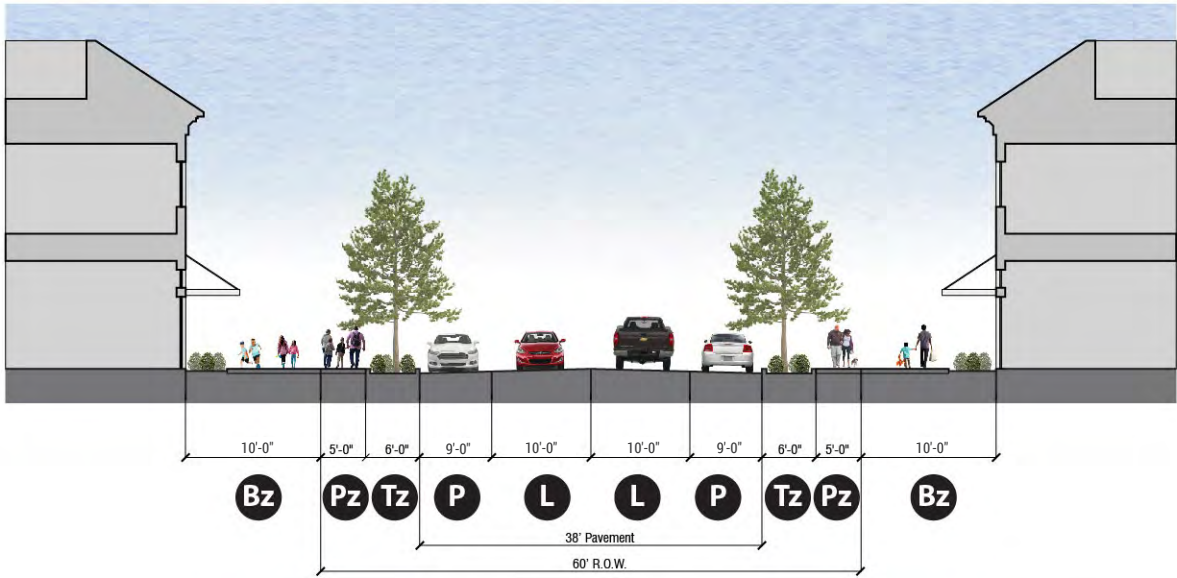 10'-0" 5'-0" 6'-0" 9'-0" 10'-0" 10'-0" 9'-0" 6'-0" 5'-0" 10'-0"
Bz Pz Tz P L L P Tz Pz Bz
38' Pavement
60' R.O.W.